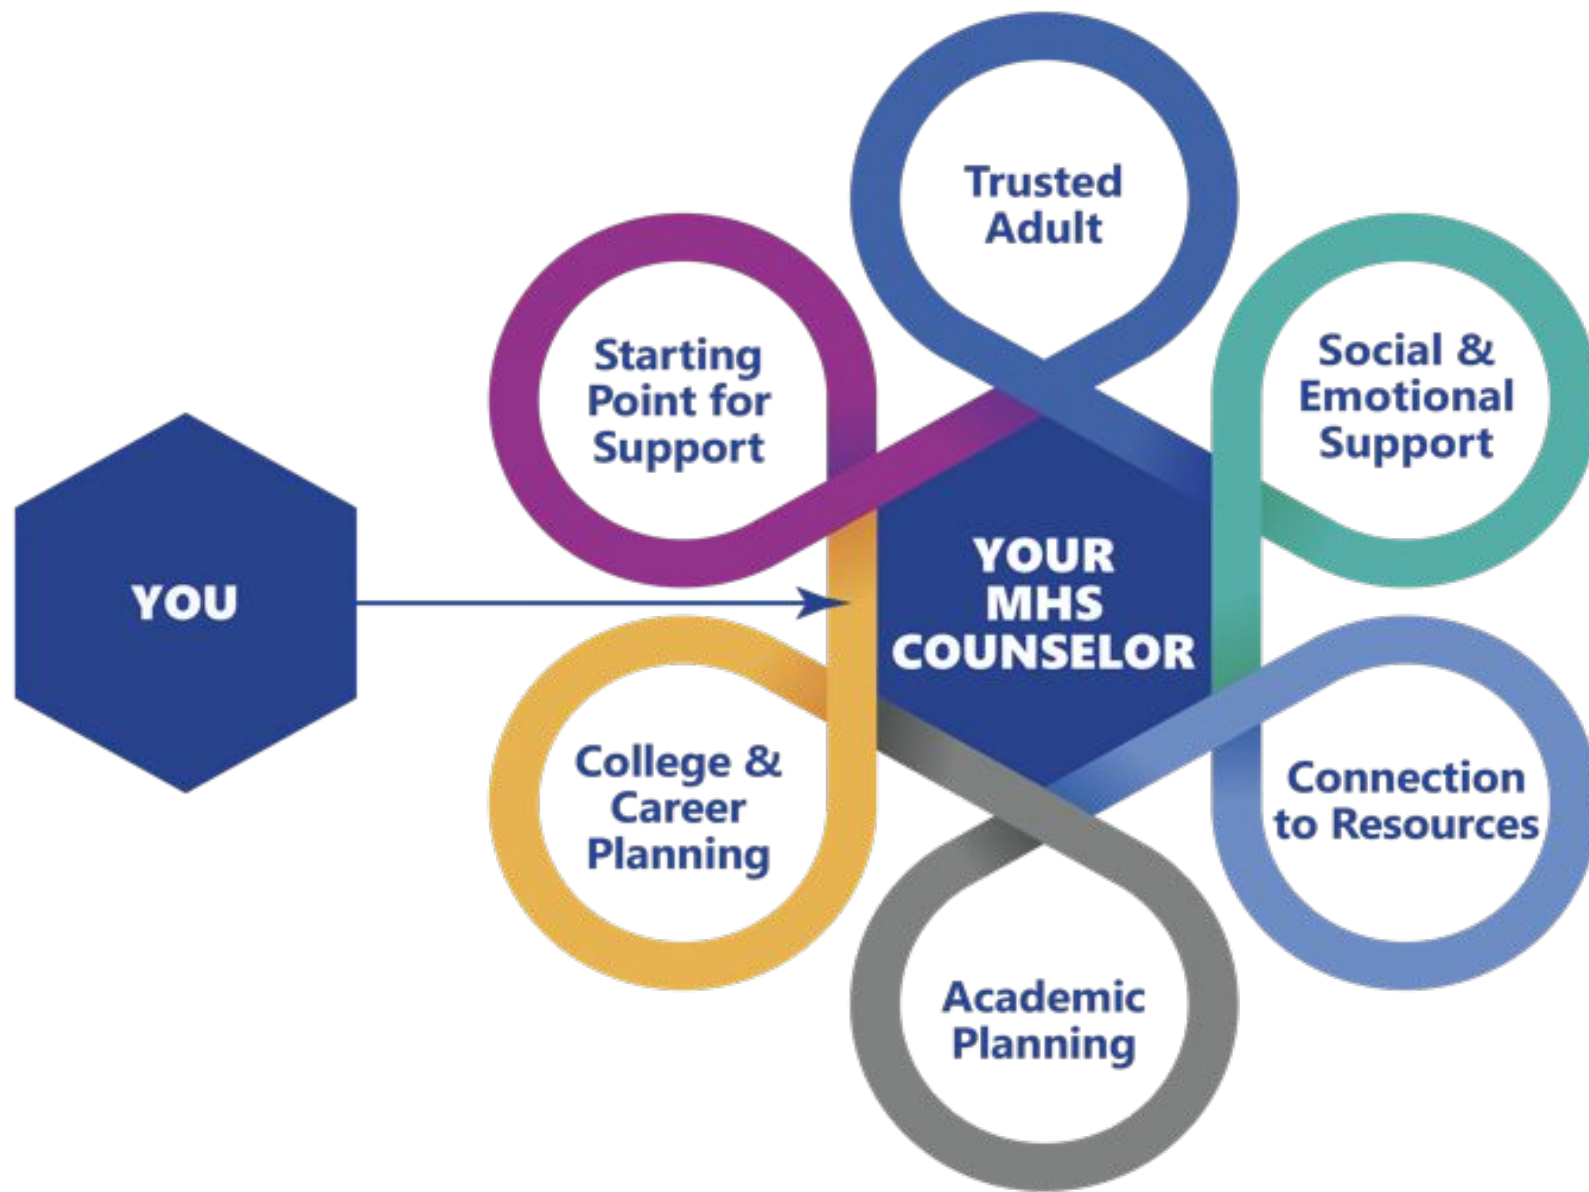 YOU
YOUR
MHS
COUNSELOR
Trusted
Adult
Social &
Emotional
Support
Connection
to Resources
Academic
Planning
College &
Career
Planning
Starting
Point for
Support